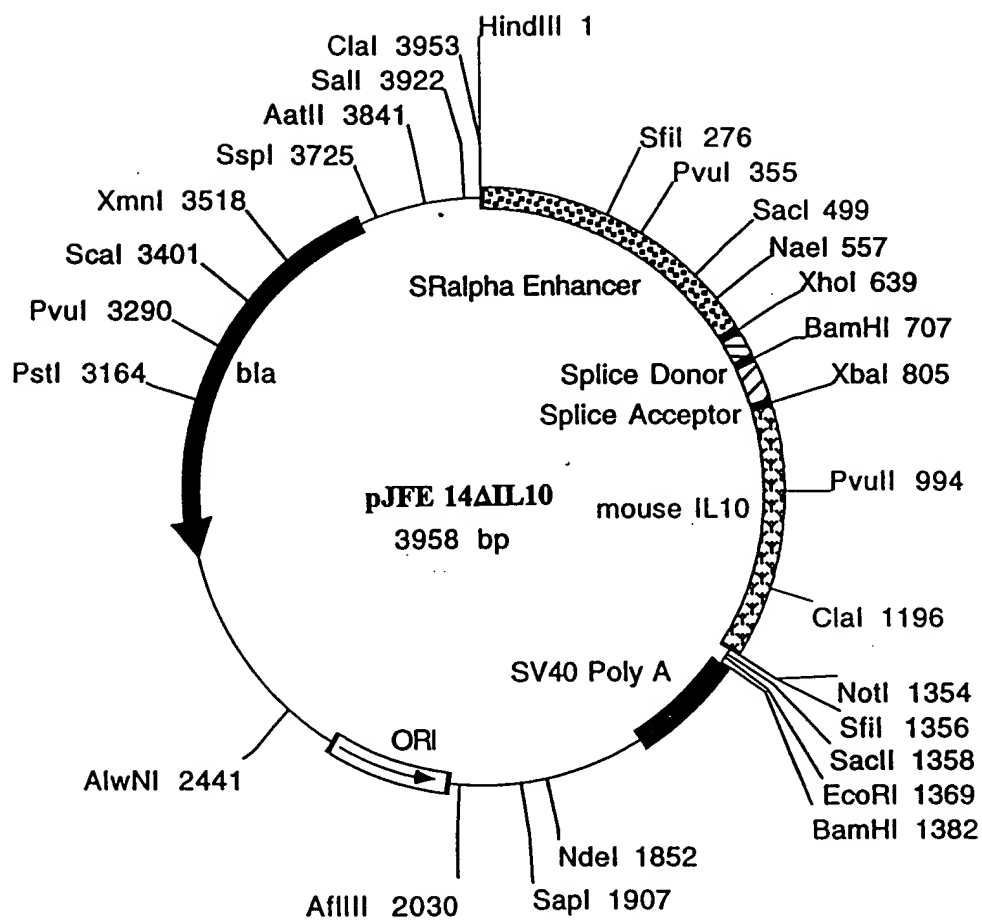 HindIII 1
ClaI 3953
SalI 3922
AatII 3841
SspI 3725
XmnI 3518
ScaI 3401
PvuI 3290
PstI 3164
SfiI 276
PvuI 355
SacI 499
NaeI 557
XhoI 639
BamHI 707
XbaI 805
PvuII 994
ClaI 1196
NotI 1354
SfiI 1356
SacII 1358
EcoRI 1369
BamHI 1382
NdeI 1852
SapI 1907
AflIII 2030
AlwNI 2441
SRalpha Enhancer
Splice Donor
Splice Acceptor
mouse IL10
SV40 Poly A
ORI
bla
pJFE 14ΔIL10
3958 bp